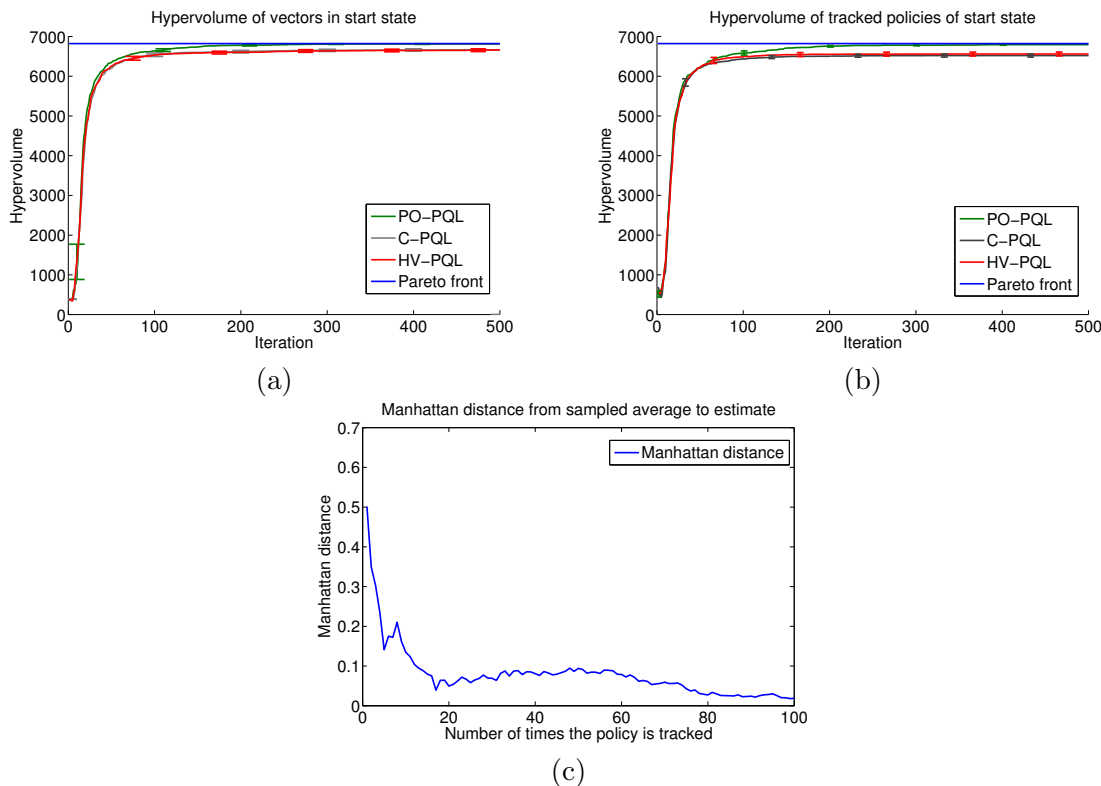 Hypervolume of vectors in start state
7000
6000
5000
4000
3000
2000
1000
0
Hypervolume
PO−PQL
C−PQL
HV−PQL
Pareto front
0 100 200 300 400 500
Iteration
(a)
Hypervolume of tracked policies of start state
7000
6000
5000
4000
3000
2000
1000
0
Hypervolume
PO−PQL
C−PQL
HV−PQL
Pareto front
0 100 200 300 400 500
Iteration
(b)
Manhattan distance from sampled average to estimate
0.7
0.6
0.5
0.4
0.3
0.2
0.1
0
Manhattan distance
Manhattan distance
0 20 40 60 80 100
Number of times the policy is tracked
(c)